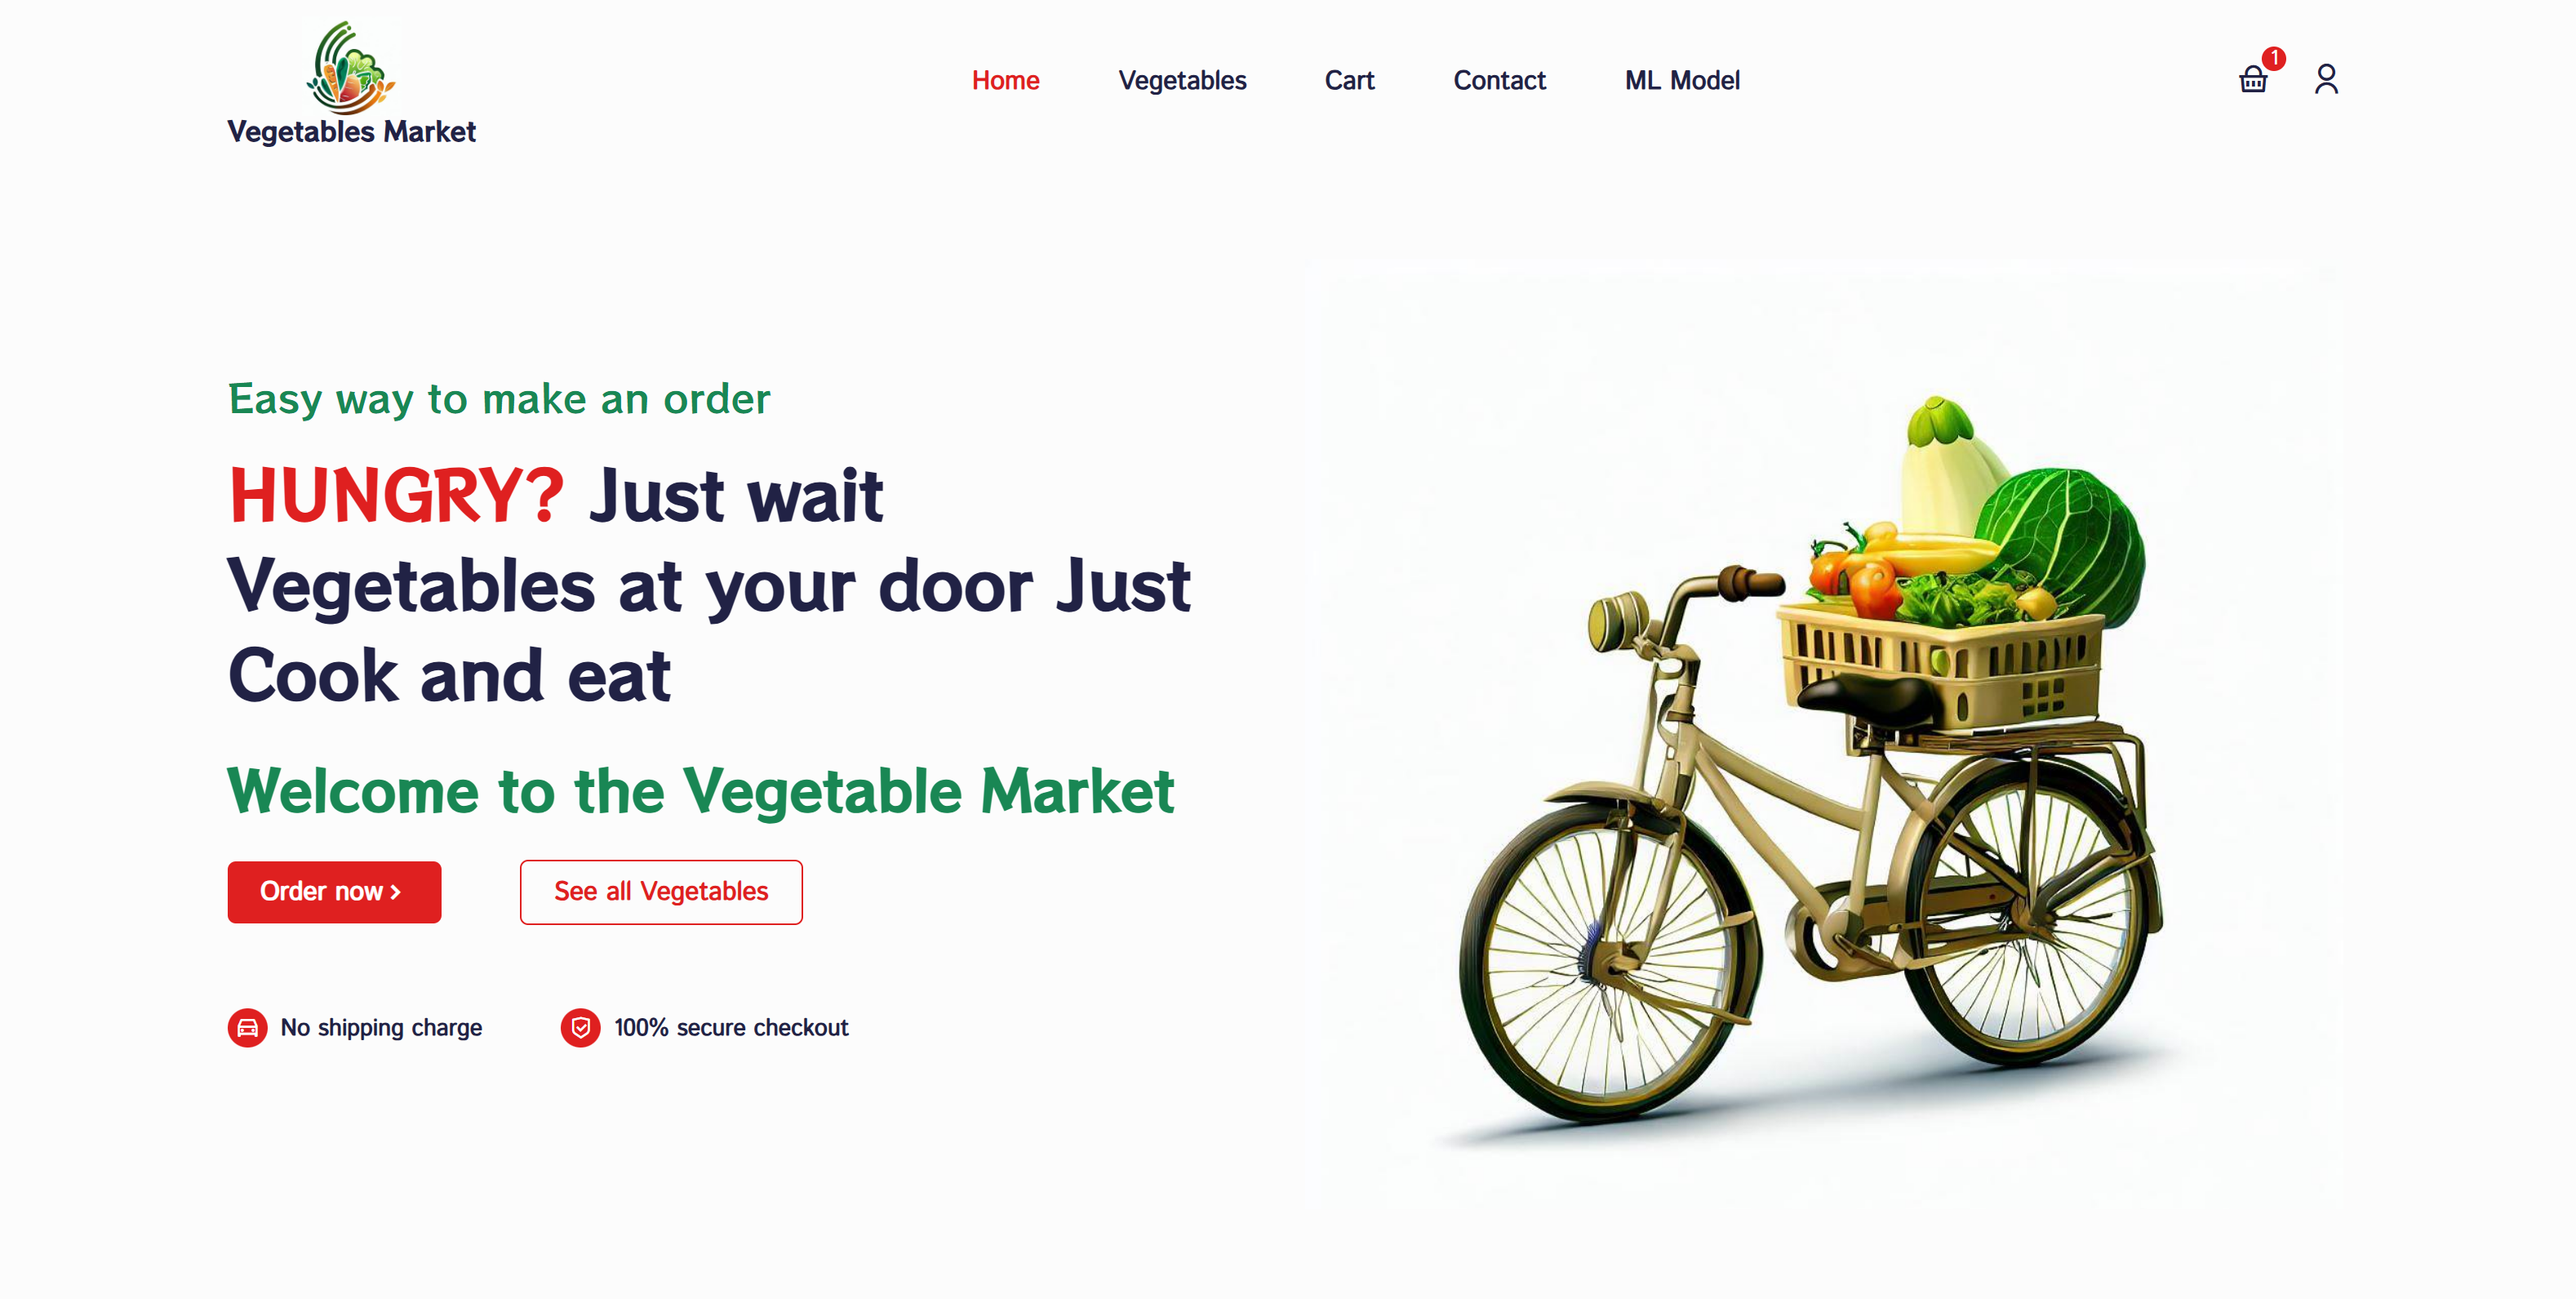 Vegetables Market
Home
Vegetables
Cart
Contact
ML Model
1
Easy way to make an order
HUNGRY? Just wait
Vegetables at your door Just
Cook and eat
Welcome to the Vegetable Market
Order now
See all Vegetables
No shipping charge
100% secure checkout